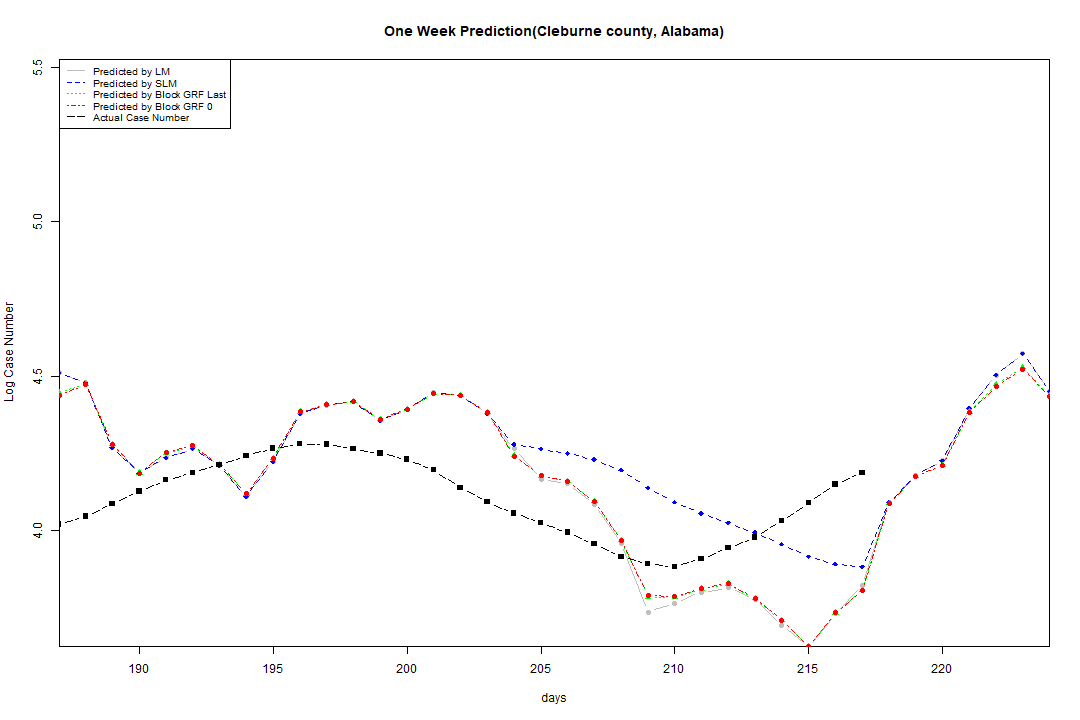 One Week Prediction(Cleburne county, Alabama)
Predicted by LM
Predicted by SLM
Predicted by Block GRF Last
Predicted by Block GRF 0
Actual Case Number
5.5
5.0
4.5
4.0
Log Case Number
190 195 200 205 210 215 220
days